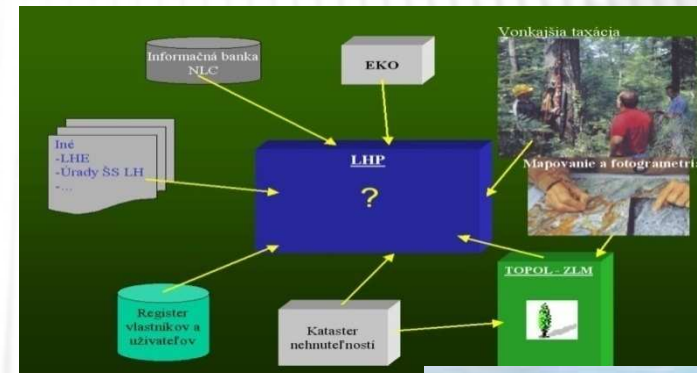 Informačná banka
NLC
EKO
Vonkajšia taxácia
Iné
-LHE
-Úrady ŠS LH
-...
LHP
?
Mapovanie a fotogrametria
TOPOL - ZLM
Register
vlastníkov a
užívateľov
Kataster
nehnuteľností